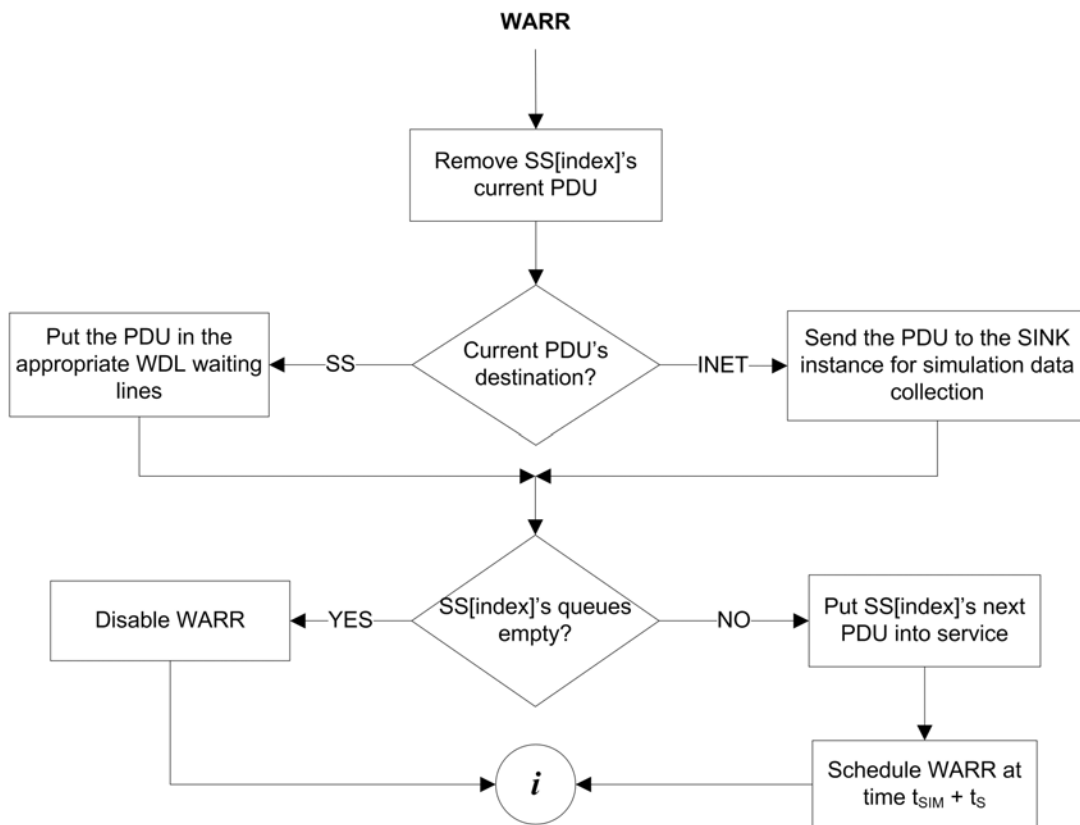 WARR
Remove SS[index]'s
current PDU
Put the PDU in the
appropriate WDL waiting
lines
SS
Current PDU's
destination?
INET
Send the PDU to the SINK
instance for simulation data
collection
Disable WARR
YES
SS[index]'s queues
empty?
NO
Put SS[index]'s next
PDU into service
i
Schedule WARR at
time tSIM + tS